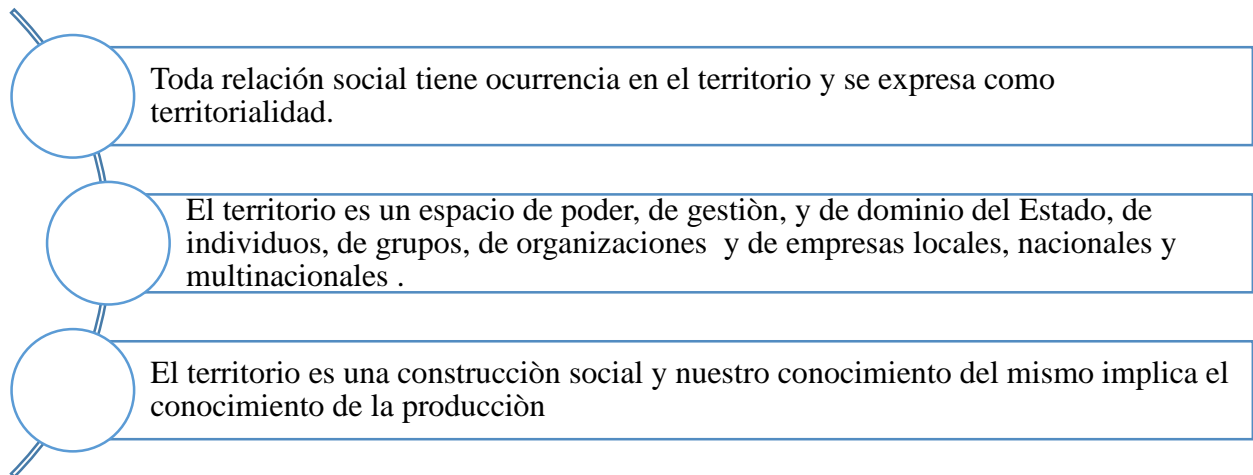 Toda relación social tiene ocurrencia en el territorio y se expresa como
territorialidad.
El territorio es un espacio de poder, de gestiòn, y de dominio del Estado, de
individuos, de grupos, de organizaciones  y de empresas locales, nacionales y
multinacionales .
El territorio es una construcciòn social y nuestro conocimiento del mismo implica el
conocimiento de la producciòn